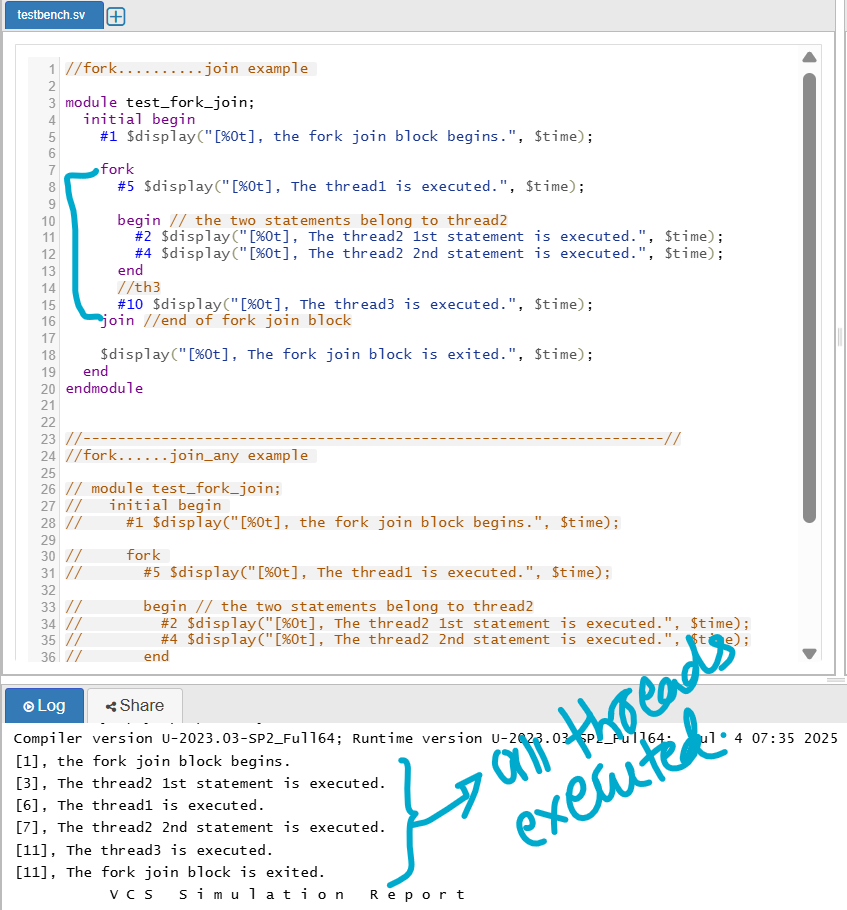 testbench.sv
1 //fork..........join example
2
3 module test_fork_join;
4 initial begin
5 #1 $display("[%0t], the fork join block begins.", $time);
6
7 fork
8 #5 $display("[%0t], The thread1 is executed.", $time);
9
10 begin // the two statements belong to thread2
11 #2 $display("[%0t], The thread2 1st statement is executed.", $time);
12 #4 $display("[%0t], The thread2 2nd statement is executed.", $time);
13 end
14 //th3
15 #10 $display("[%0t], The thread3 is executed.", $time);
16 join //end of fork join block
17
18 $display("[%0t], The fork join block is exited.", $time);
19 end
20 endmodule
21
22
23 //-------------------------------------------------------------------//
24 //fork......join_any example
25
26 // module test_fork_join;
27 // initial begin
28 // #1 $display("[%0t], the fork join block begins.", $time);
29
30 // fork
31 // #5 $display("[%0t], The thread1 is executed.", $time);
32
33 // begin // the two statements belong to thread2
34 // #2 $display("[%0t], The thread2 1st statement is executed.", $time);
35 // #4 $display("[%0t], The thread2 2nd statement is executed.", $time);
36 // end
Log Share
Compiler version U-2023.03-SP2_Full64; Runtime version U-2023.03-SP2_Full64; Jul 4 07:35 2025
[1], the fork join block begins.
[3], The thread2 1st statement is executed.
[6], The thread1 is executed.
[7], The thread2 2nd statement is executed.
[11], The thread3 is executed.
[11], The fork join block is exited.
V C S S i m u l a t i o n R e p o r t
all threads
executed.